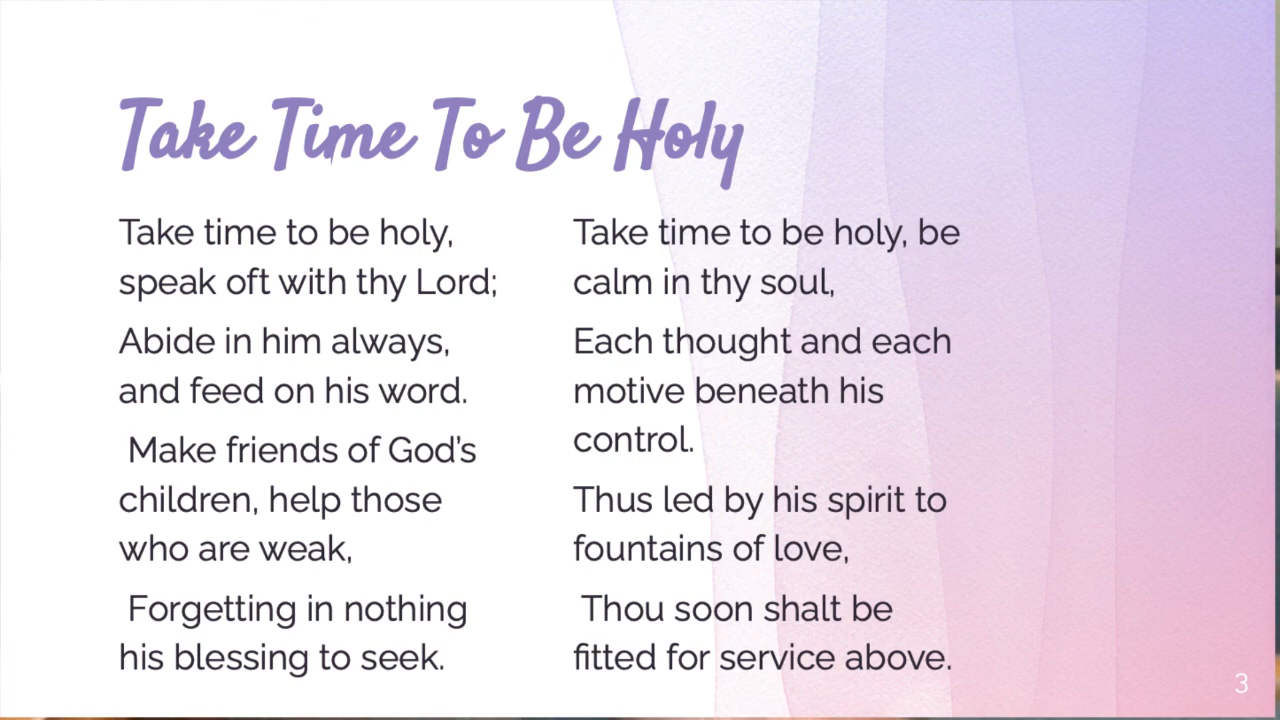 Take Time To Be Holy
Take time to be holy,
speak oft with thy Lord;
Abide in him always,
and feed on his word.
Make friends of God's
children, help those
who are weak,
Forgetting in nothing
his blessing to seek.
Take time to be holy, be
calm in thy soul,
Each thought and each
motive beneath his
control.
Thus led by his spirit to
fountains of love,
Thou soon shalt be
fitted for service above.
3